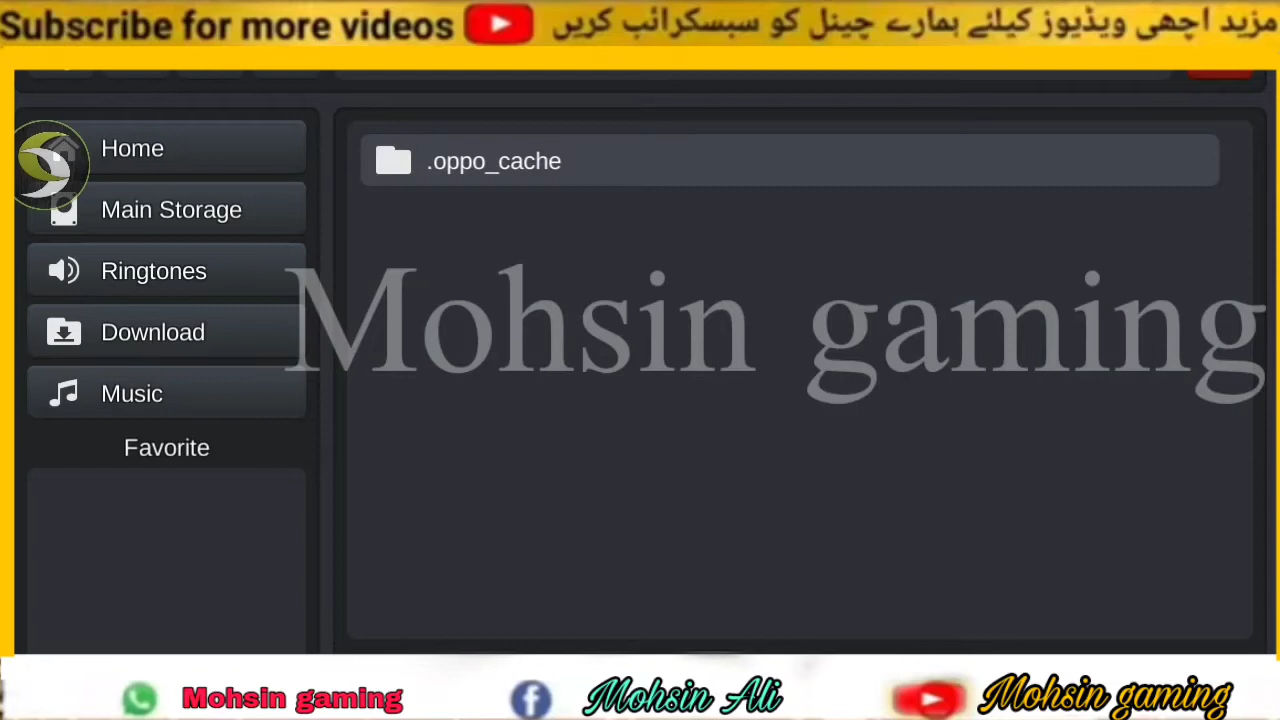 Subscribe for more videos مزید اچھی ویڈیوز کیلئے ہمارے چینل کو سبسکرائب کریں
Home
.oppo_cache
Main Storage
Ringtones
Mohsin gaming
Download
Music
Favorite
Mohsin gaming Mohsin Ali Mohsin gaming